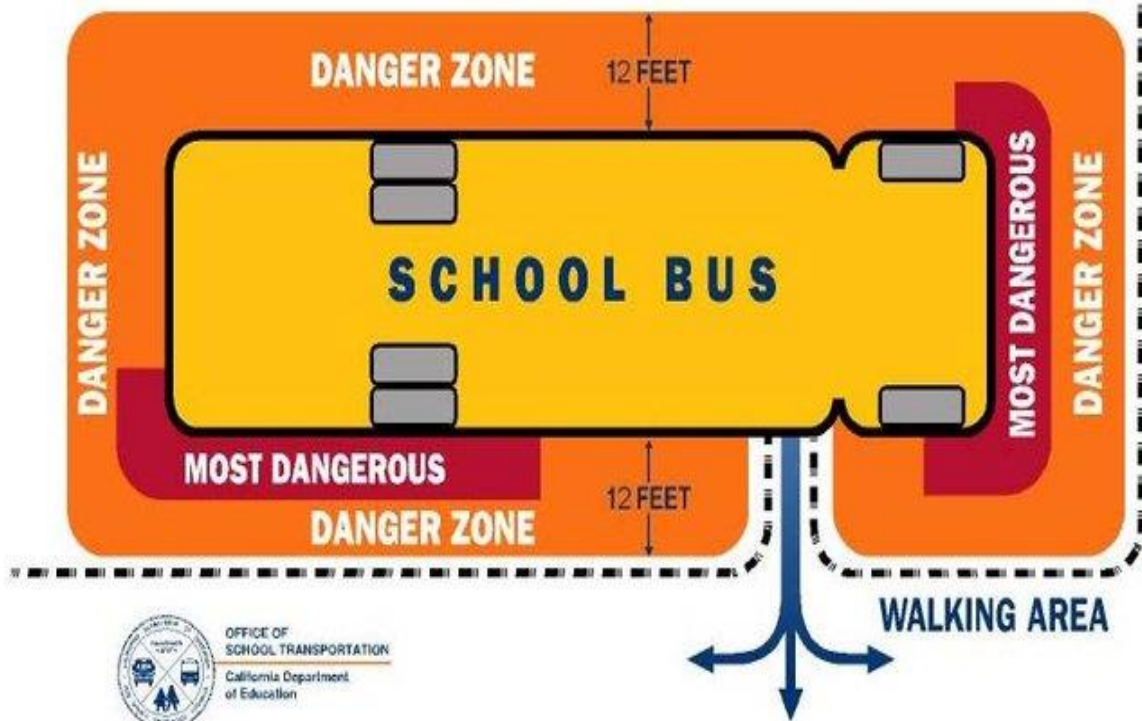 DANGER ZONE
12 FEET
DANGER ZONE
SCHOOL BUS
MOST DANGEROUS
DANGER ZONE
MOST DANGEROUS
12 FEET
DANGER ZONE
WALKING AREA
OFFICE OF
SCHOOL TRANSPORTATION
California Department
of Education